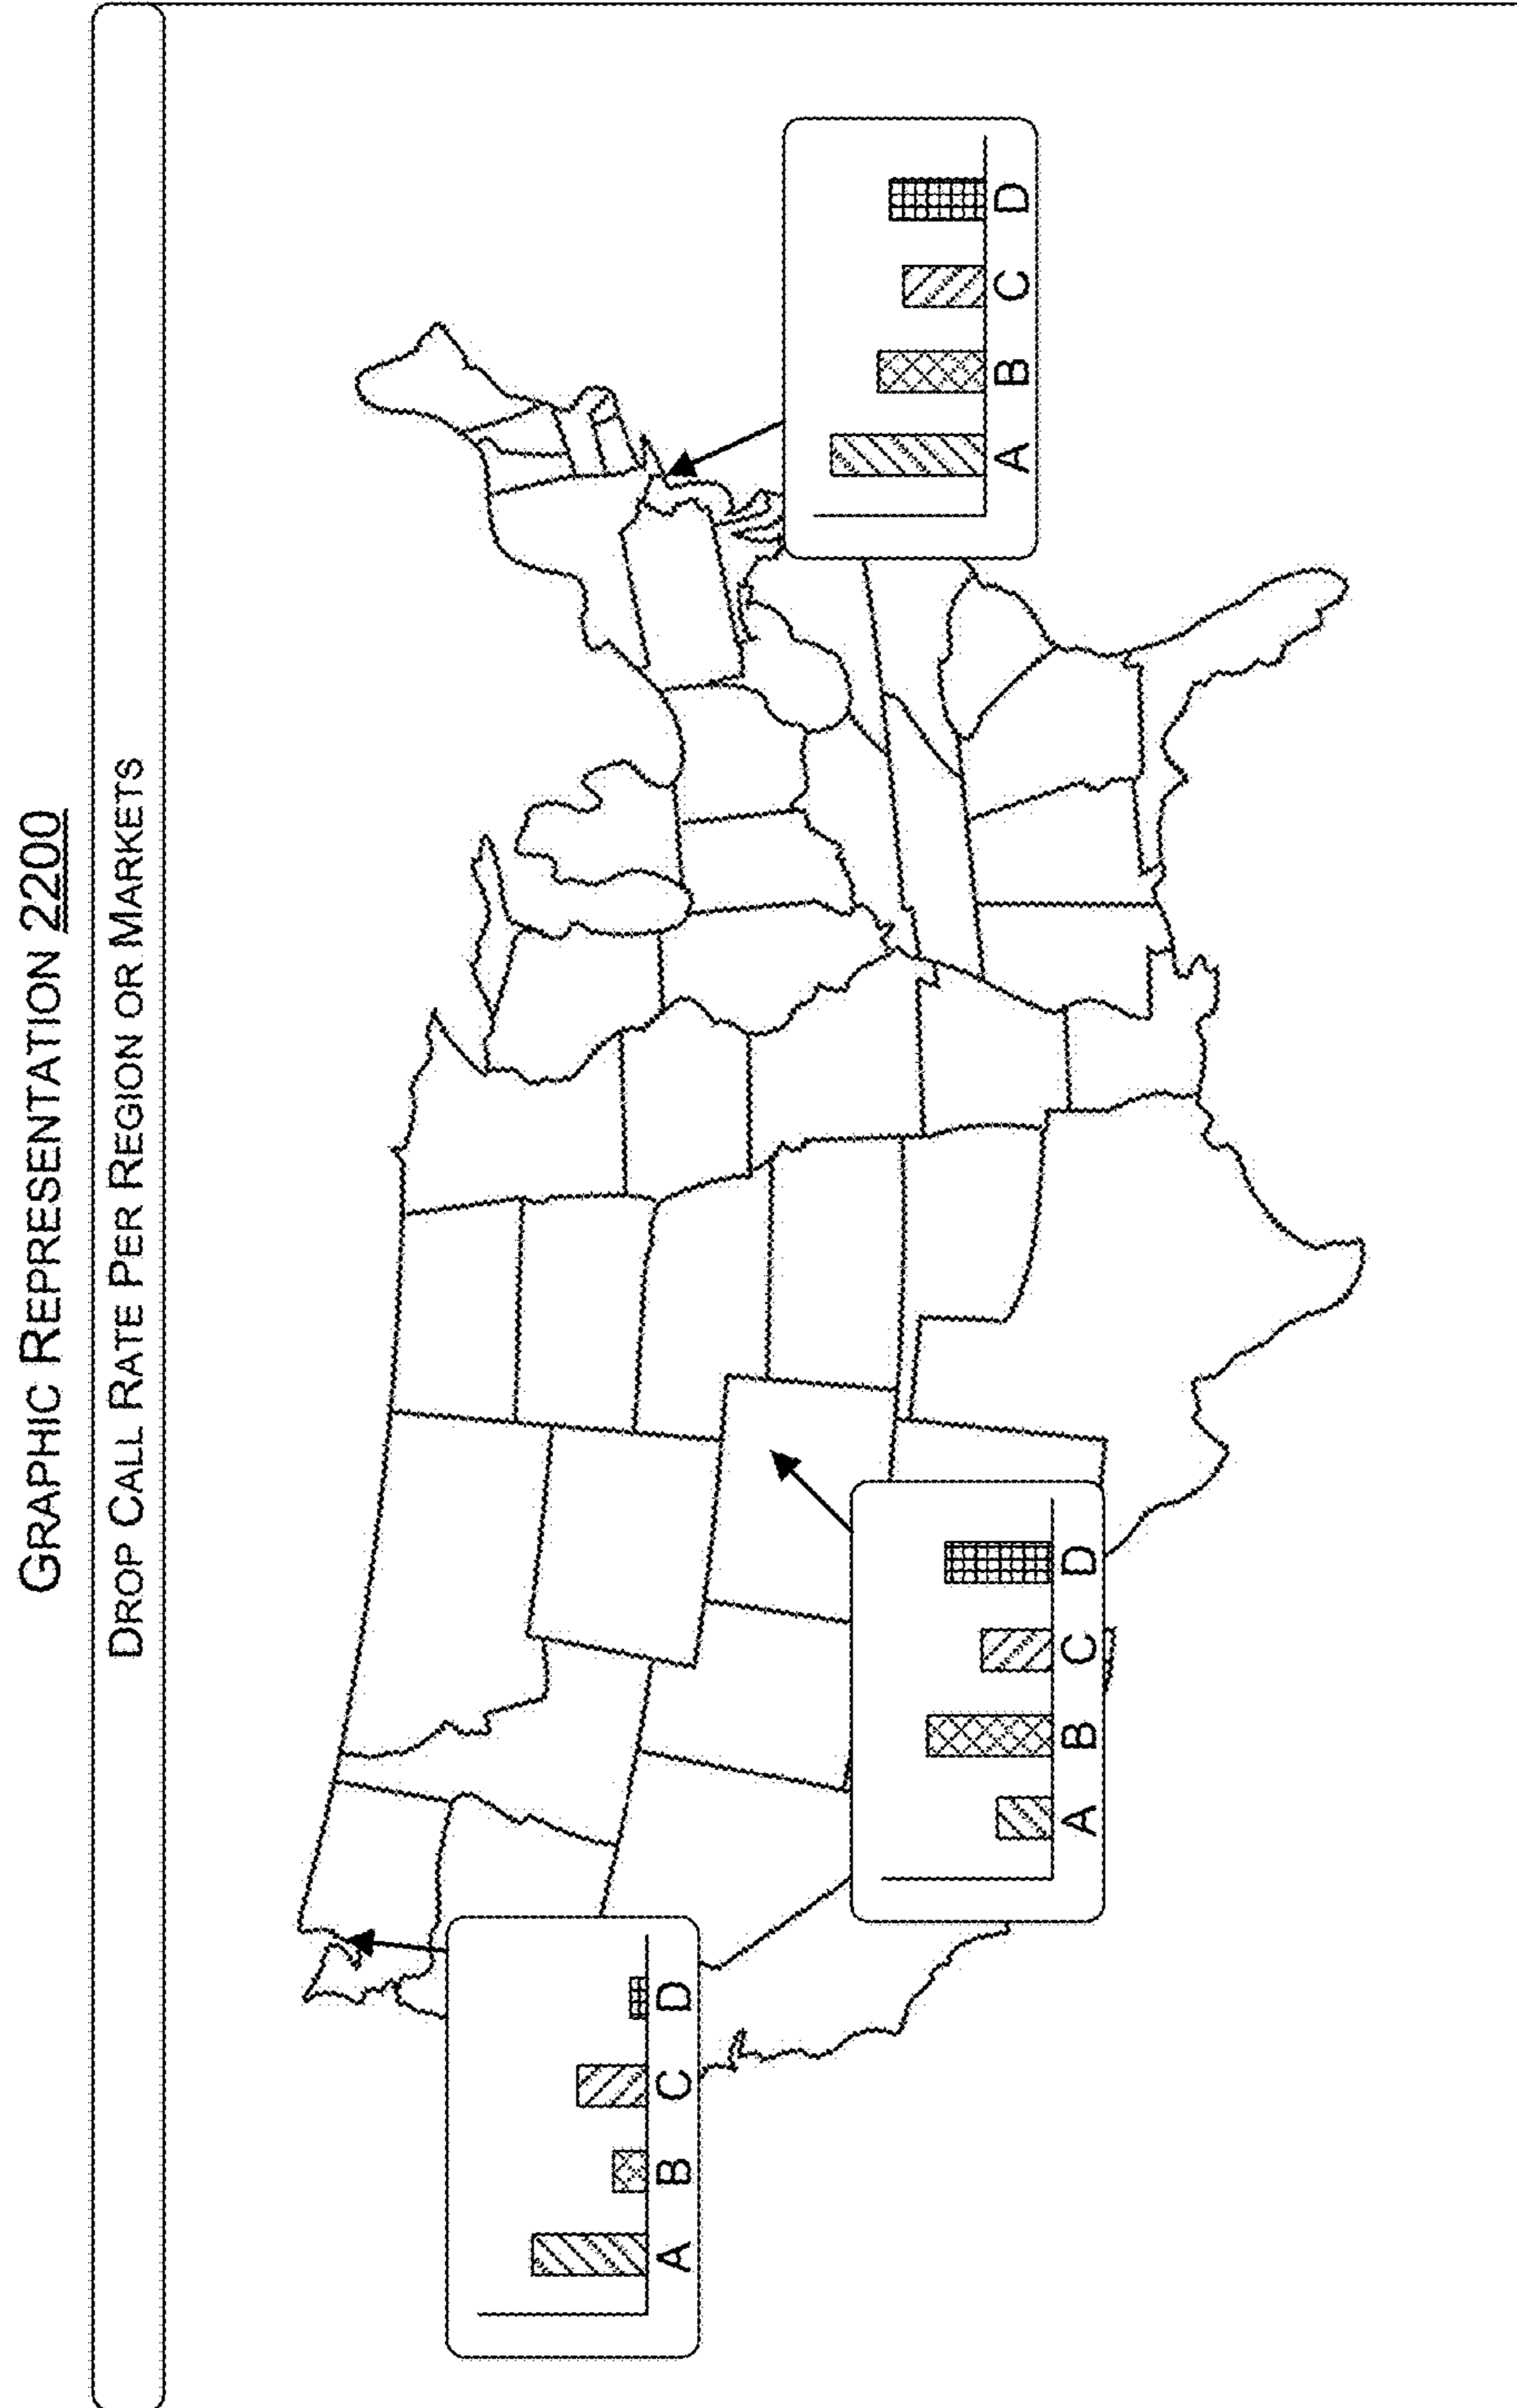 GRAPHIC REPRESENTATION 2200
DROP CALL RATE PER REGION OR MARKETS
A B C D
A B C D
A B C D